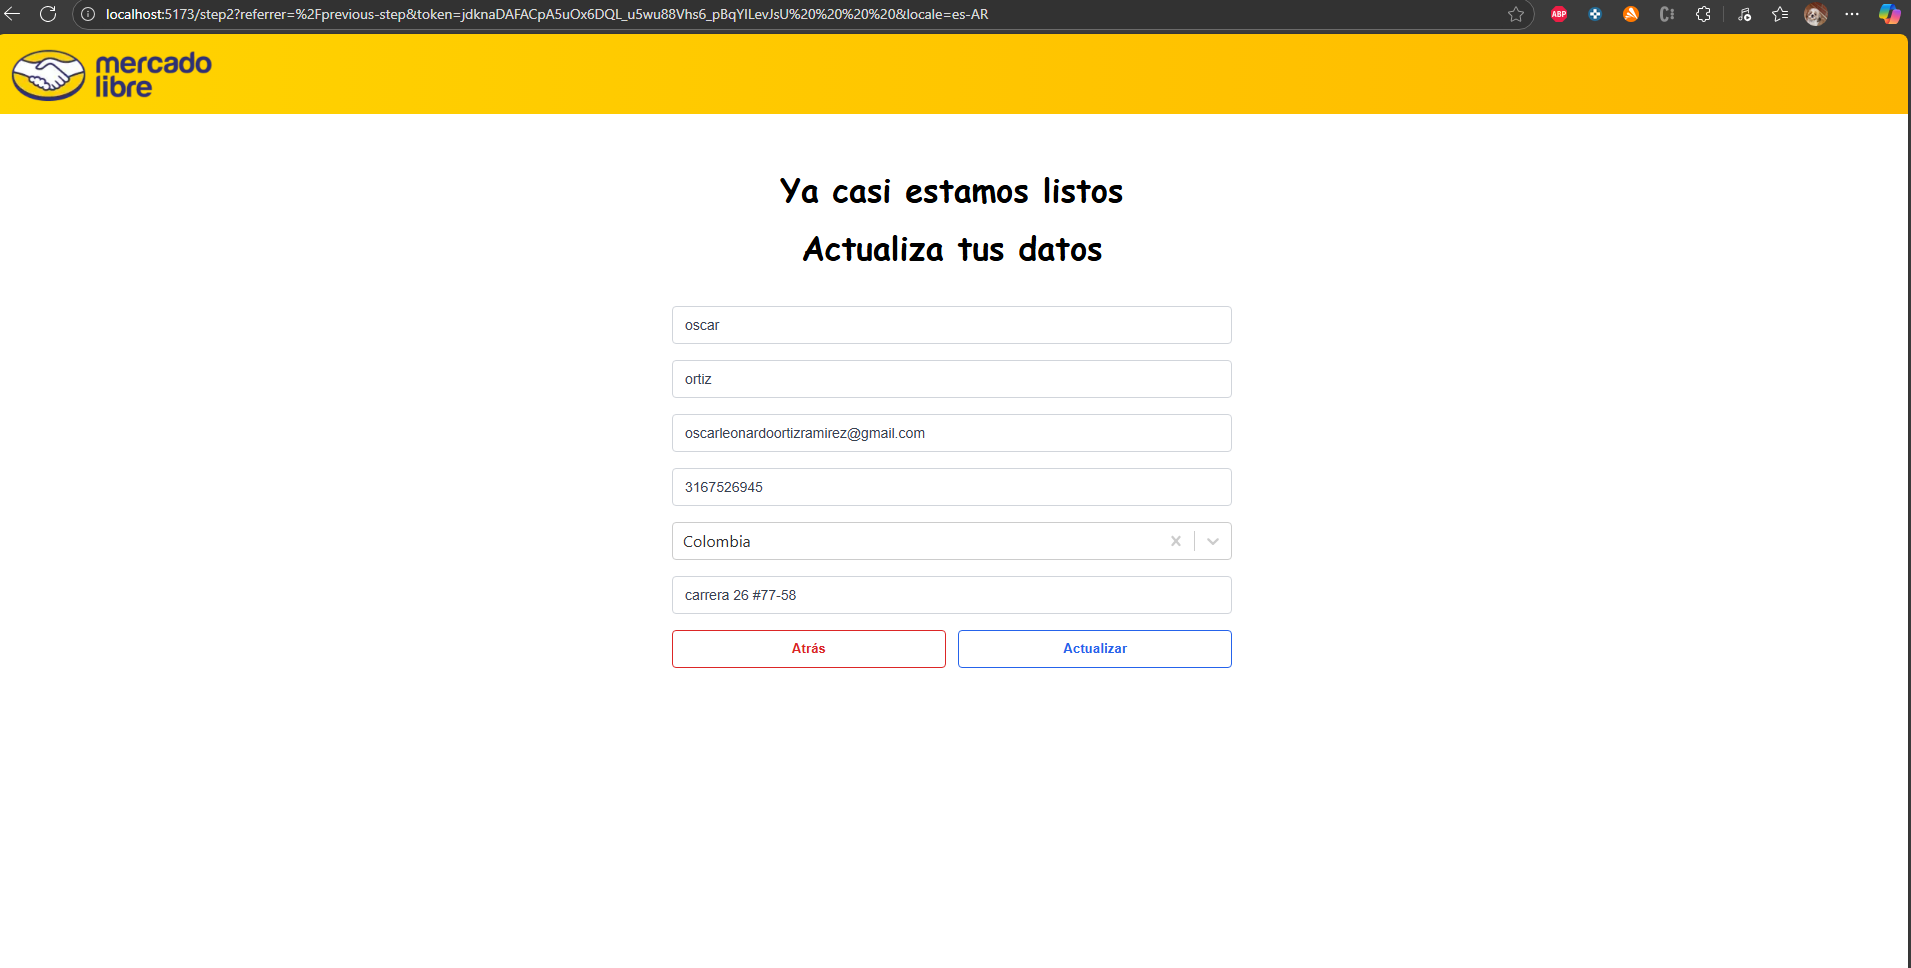 localhost:5173/step2?referrer=%2Fprevious-step&token=jdknaDAFACpA5uOx6DQL_u5wu88Vhs6_pBqYILevJsU%20%20%20%20&locale=es-AR
ABP
mercado
libre
Ya casi estamos listos
Actualiza tus datos
oscar
ortiz
oscarleonardoortizramirez@gmail.com
3167526945
Colombia
carrera 26 #77-58
Atrás
Actualizar